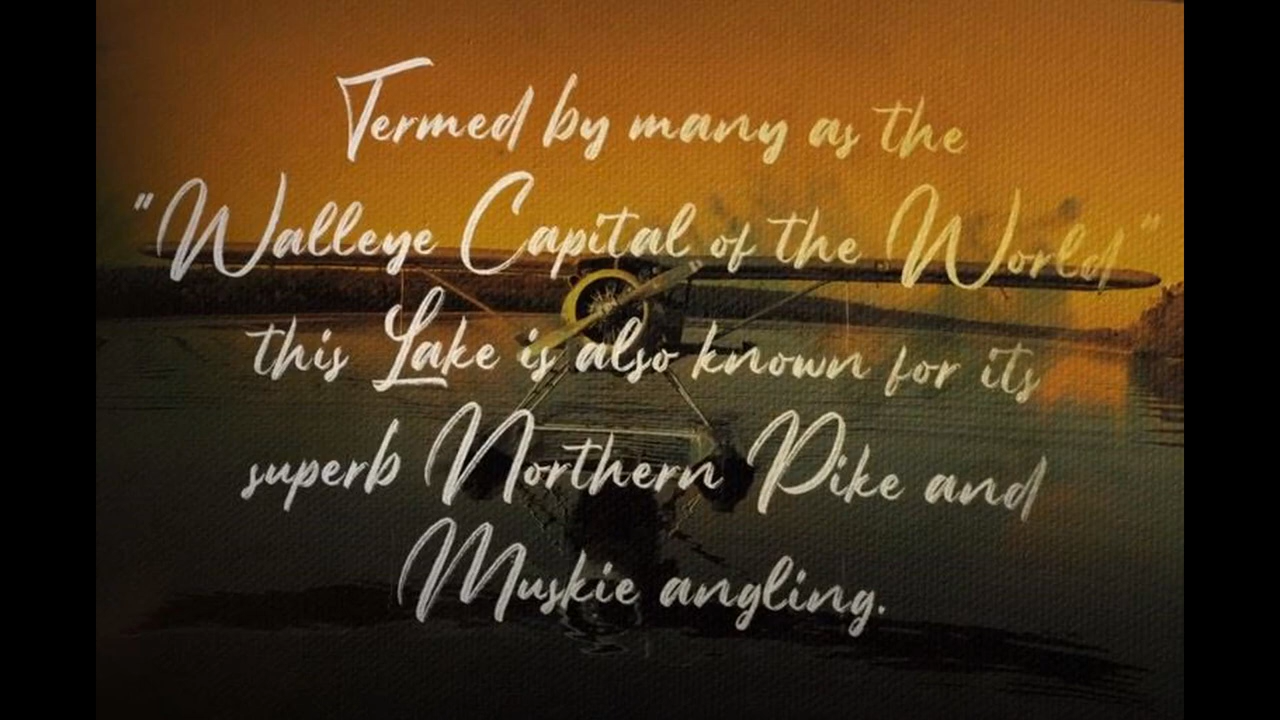 Termed by many as the
"Walleye Capital of the World"
this Lake is also known for its
superb Northern Pike and
Muskie angling.